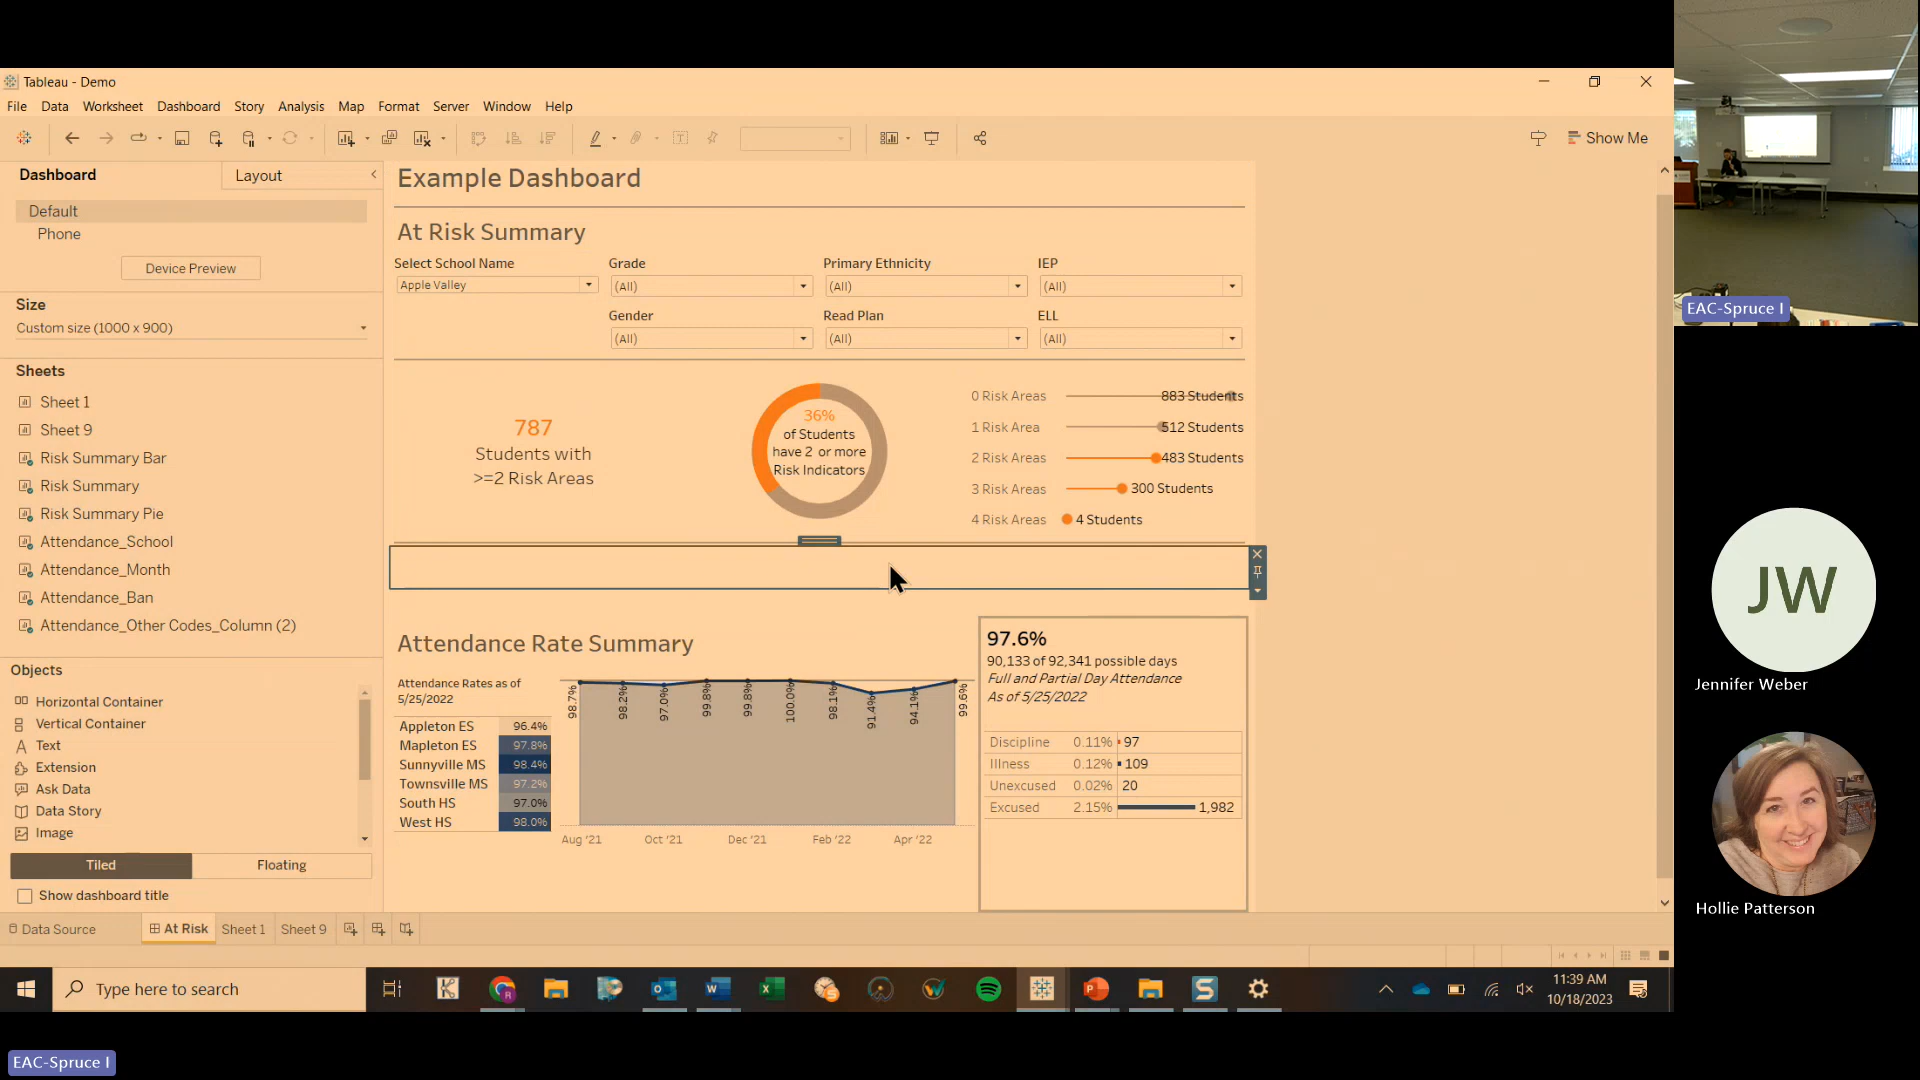 Tableau - Demo
File Data Worksheet Dashboard Story Analysis Map Format Server Window Help
Show Me
Dashboard Layout
Default
Phone
Device Preview
Size
Custom size (1000 x 900)
Sheets
Sheet 1
Sheet 9
Risk Summary Bar
Risk Summary
Risk Summary Pie
Attendance_School
Attendance_Month
Attendance_Ban
Attendance_Other Codes_Column (2)
Objects
Horizontal Container
Vertical Container
Text
Extension
Ask Data
Data Story
Image
Tiled Floating
Show dashboard title
Example Dashboard
At Risk Summary
Select School Name Grade Primary Ethnicity IEP
Apple Valley (All) (All) (All)
Gender Read Plan ELL
(All) (All) (All)
787
Students with
>=2 Risk Areas
36%
of Students
have 2 or more
Risk Indicators
0 Risk Areas 883 Students
1 Risk Area 512 Students
2 Risk Areas 483 Students
3 Risk Areas 300 Students
4 Risk Areas 4 Students
Attendance Rate Summary
Attendance Rates as of
5/25/2022
Appleton ES 96.4%
Mapleton ES 97.8%
Sunnyville MS 98.4%
Townsville MS 97.2%
South HS 97.0%
West HS 98.0%
98.7% 98.2% 97.0% 99.8% 99.8% 100.0% 98.1% 91.4% 94.1% 99.6%
Aug '21 Oct '21 Dec '21 Feb '22 Apr '22
97.6%
90,133 of 92,341 possible days
Full and Partial Day Attendance
As of 5/25/2022
Discipline 0.11% 97
Illness 0.12% 109
Unexcused 0.02% 20
Excused 2.15% 1,982
Data Source At Risk Sheet 1 Sheet 9
Type here to search
11:39 AM
10/18/2023
EAC-Spruce I
EAC-Spruce I
JW
Jennifer Weber
Hollie Patterson